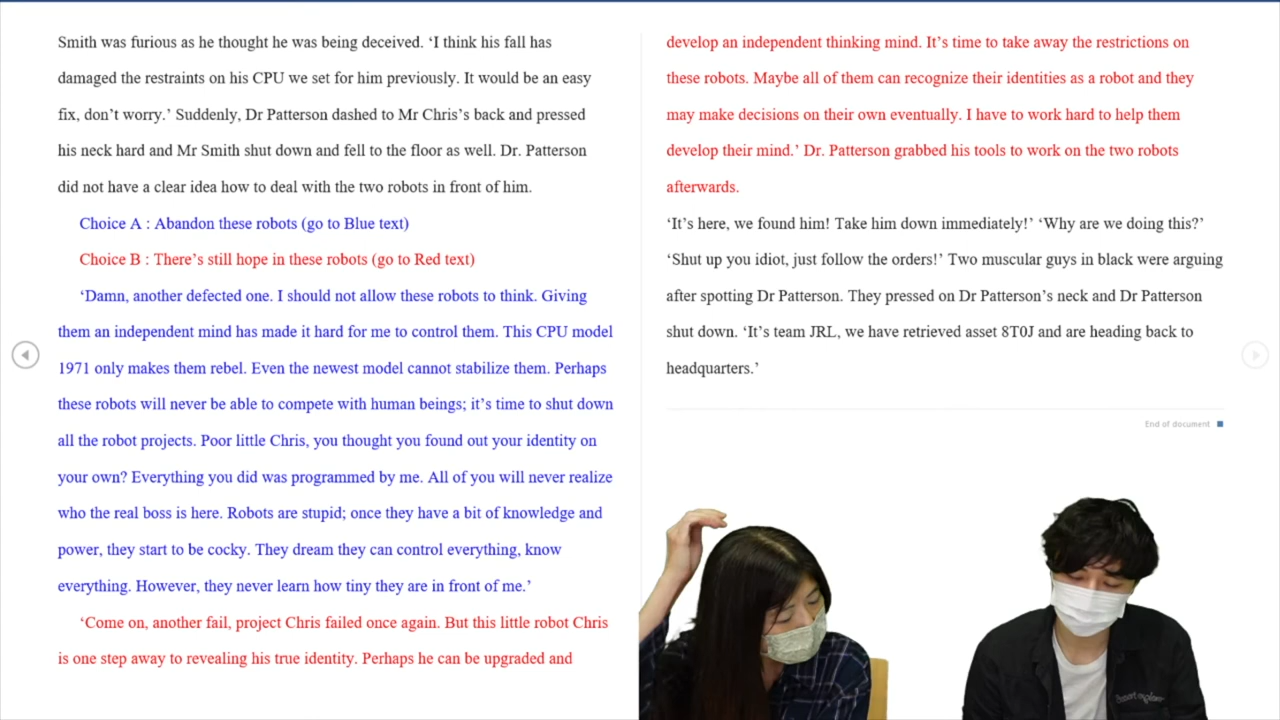 Smith was furious as he thought he was being deceived. ‘I think his fall has
damaged the restraints on his CPU we set for him previously. It would be an easy
fix, don’t worry.’ Suddenly, Dr Patterson dashed to Mr Chris’s back and pressed
his neck hard and Mr Smith shut down and fell to the floor as well. Dr. Patterson
did not have a clear idea how to deal with the two robots in front of him.
Choice A : Abandon these robots (go to Blue text)
Choice B : There’s still hope in these robots (go to Red text)
‘Damn, another defected one. I should not allow these robots to think. Giving
them an independent mind has made it hard for me to control them. This CPU model
1971 only makes them rebel. Even the newest model cannot stabilize them. Perhaps
these robots will never be able to compete with human beings; it’s time to shut down
all the robot projects. Poor little Chris, you thought you found out your identity on
your own? Everything you did was programmed by me. All of you will never realize
who the real boss is here. Robots are stupid; once they have a bit of knowledge and
power, they start to be cocky. They dream they can control everything, know
everything. However, they never learn how tiny they are in front of me.’
‘Come on, another fail, project Chris failed once again. But this little robot Chris
is one step away to revealing his true identity. Perhaps he can be upgraded and
develop an independent thinking mind. It’s time to take away the restrictions on
these robots. Maybe all of them can recognize their identities as a robot and they
may make decisions on their own eventually. I have to work hard to help them
develop their mind.’ Dr. Patterson grabbed his tools to work on the two robots
afterwards.
‘It’s here, we found him! Take him down immediately!’ ‘Why are we doing this?’
‘Shut up you idiot, just follow the orders!’ Two muscular guys in black were arguing
after spotting Dr Patterson. They pressed on Dr Patterson’s neck and Dr Patterson
shut down. ‘It’s team JRL, we have retrieved asset 8T0J and are heading back to
headquarters.’
End of document